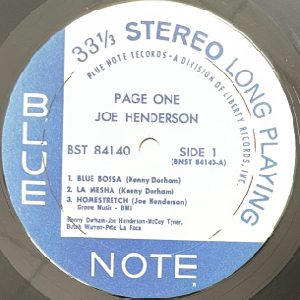 33 1/3 STEREO LONG PLAYING
BLUE NOTE RECORDS • A DIVISION OF LIBERTY RECORDS, INC.
PAGE ONE
JOE HENDERSON
BST 84140 SIDE 1
(BNST 84140-A)
1. BLUE BOSSA (Kenny Dorham)
2. LA MESHA (Kenny Dorham)
3. HOMESTRETCH (Joe Henderson)
Groove Music - BMI
Kenny Dorham-Joe Henderson-McCoy Tyner,
Butch Warren-Pete La Roca
BLUE
NOTE